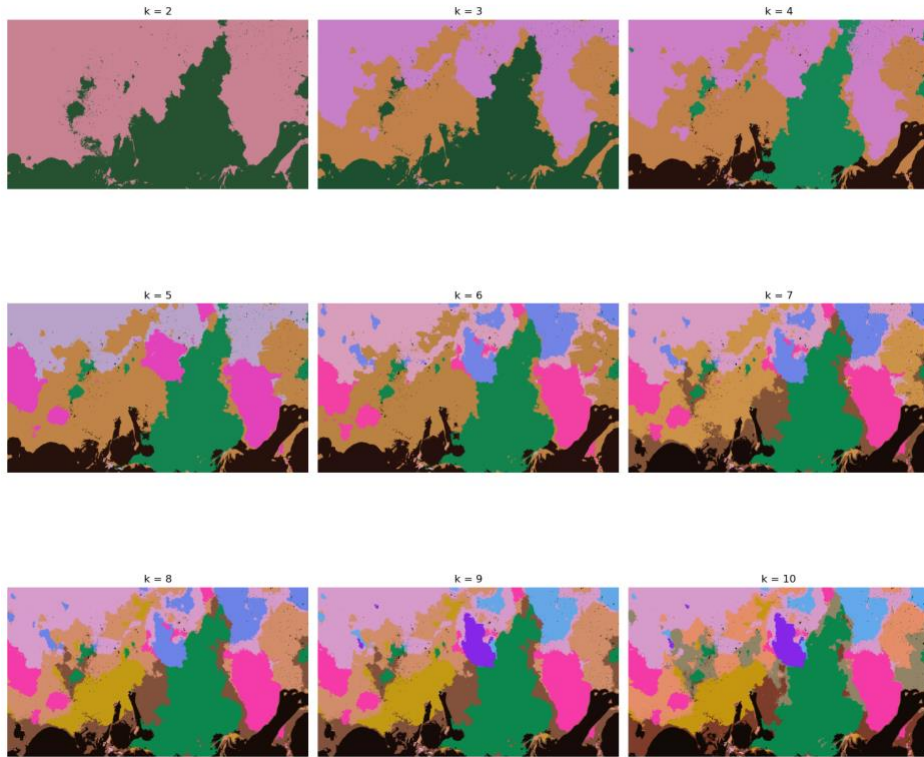 k = 2
k = 3
k = 4
k = 5
k = 6
k = 7
k = 8
k = 9
k = 10